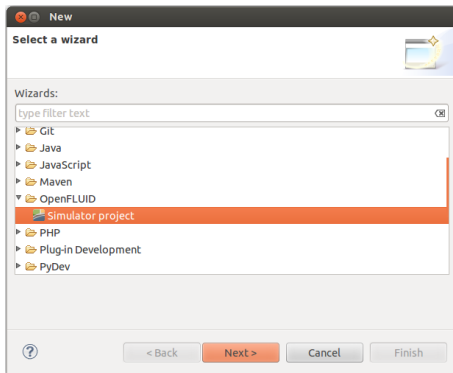 New
Select a wizard
Wizards:
type filter text
Git
Java
JavaScript
Maven
OpenFLUID
Simulator project
PHP
Plug-in Development
PyDev
?
< Back Next > Cancel Finish